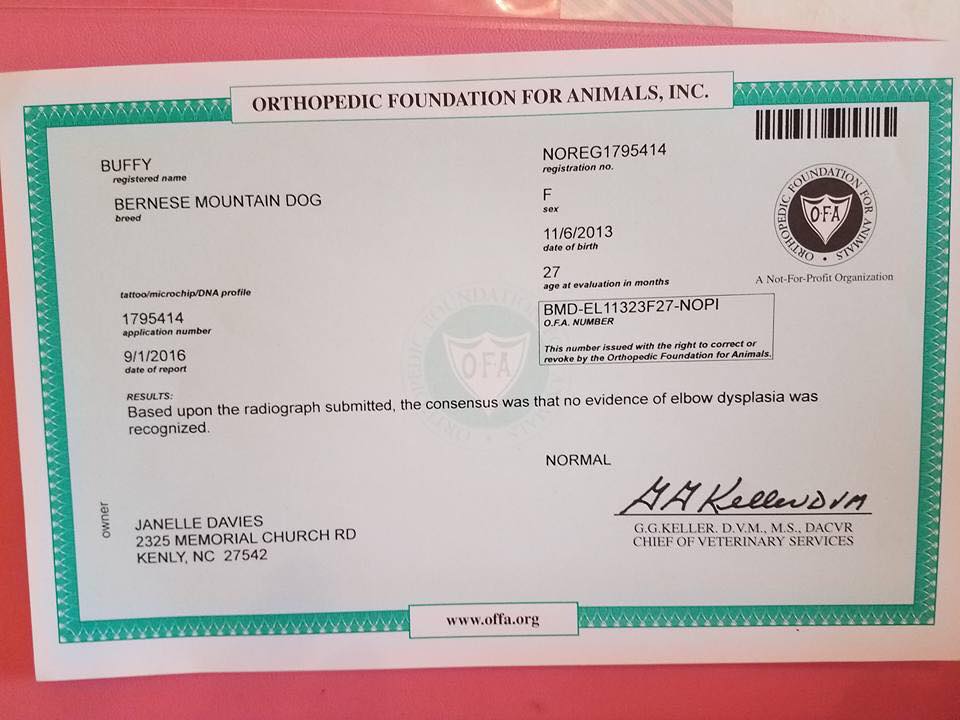 ORTHOPEDIC FOUNDATION FOR ANIMALS, INC.
BUFFY
registered name
BERNESE MOUNTAIN DOG
breed
tattoo/microchip/DNA profile
1795414
application number
9/1/2016
date of report
NOREG1795414
registration no.
F
sex
11/6/2013
date of birth
27
age at evaluation in months
BMD-EL11323F27-NOPI
O.F.A. NUMBER
This number issued with the right to correct or
revoke by the Orthopedic Foundation for Animals.
ORTHOPEDIC FOUNDATION FOR ANIMALS
O·F·A
A Not-For-Profit Organization
O·F·A
RESULTS:
Based upon the radiograph submitted, the consensus was that no evidence of elbow dysplasia was
recognized.
NORMAL
GG Keller DVM
G.G.KELLER. D.V.M., M.S., DACVR
CHIEF OF VETERINARY SERVICES
owner
JANELLE DAVIES
2325 MEMORIAL CHURCH RD
KENLY, NC 27542
www.offa.org